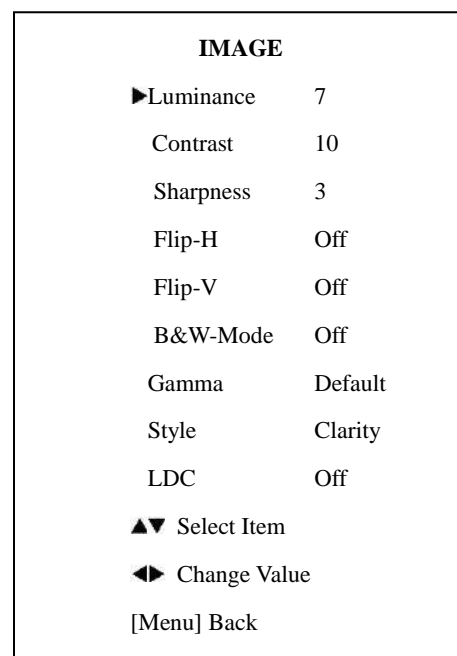 IMAGE
▶Luminance 7
Contrast 10
Sharpness 3
Flip-H Off
Flip-V Off
B&W-Mode Off
Gamma Default
Style Clarity
LDC Off
▲▼ Select Item
◀▶ Change Value
[Menu] Back